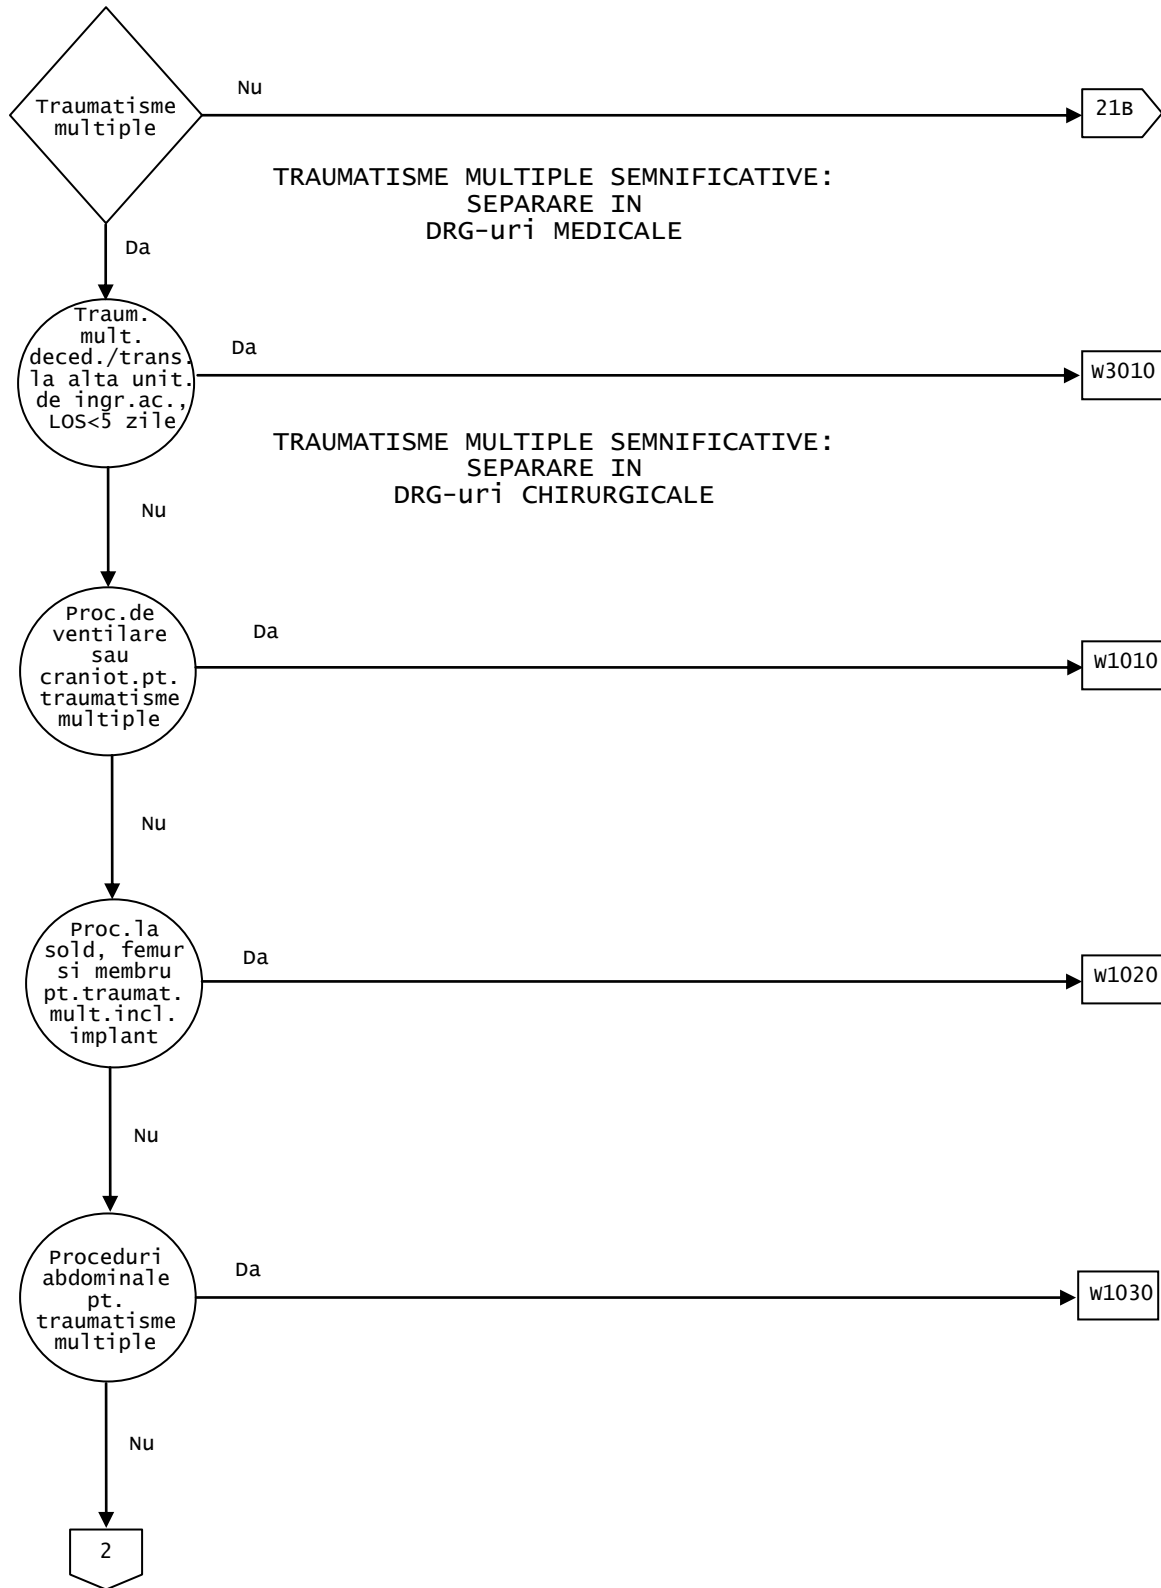 Nu
Traumatisme
multiple
21B
TRAUMATISME MULTIPLE SEMNIFICATIVE:
SEPARARE IN
DRG-uri MEDICALE
Da
Traum.
mult.
deced./trans.
la alta unit.
de ingr.ac.,
LOS<5 zile
Da
W3010
TRAUMATISME MULTIPLE SEMNIFICATIVE:
SEPARARE IN
DRG-uri CHIRURGICALE
Nu
Proc.de
ventilare
sau
craniot.pt.
traumatisme
multiple
Da
W1010
Nu
Proc.la
sold, femur
si membru
pt.traumat.
mult.incl.
implant
Da
W1020
Nu
Proceduri
abdominale
pt.
traumatisme
multiple
Da
W1030
Nu
2